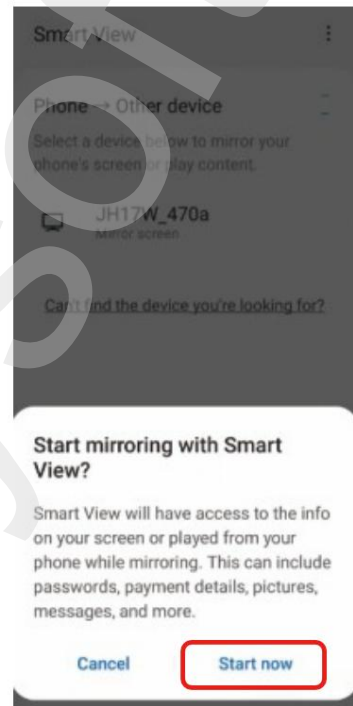 Smart View
Phone → Other device
Select a device below to mirror your
phone's screen or play content.
JH17W_470a
Mirror screen
Can't find the device you're looking for?
Start mirroring with Smart
View?
Smart View will have access to the info
on your screen or played from your
phone while mirroring. This can include
passwords, payment details, pictures,
messages, and more.
Cancel
Start now